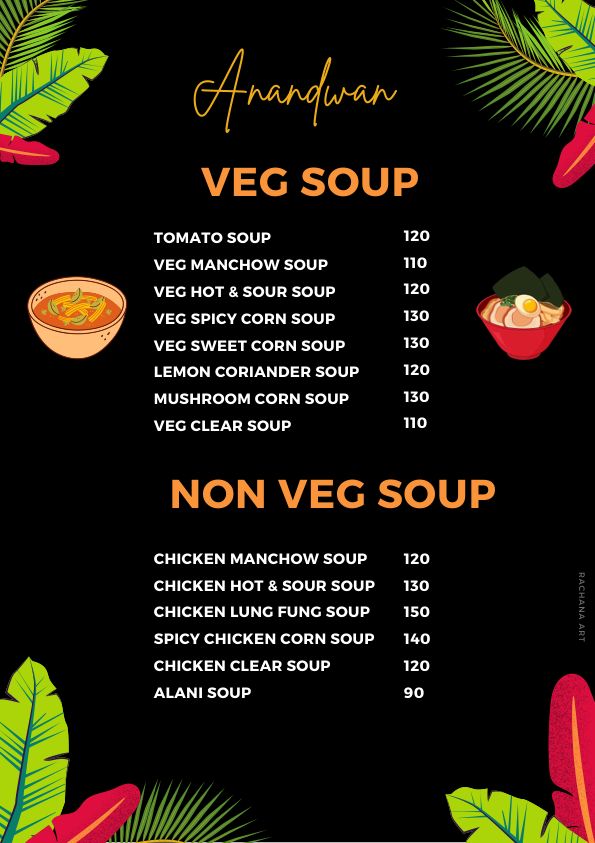 Anandwan
VEG SOUP
TOMATO SOUP 120
VEG MANCHOW SOUP 110
VEG HOT & SOUR SOUP 120
VEG SPICY CORN SOUP 130
VEG SWEET CORN SOUP 130
LEMON CORIANDER SOUP 120
MUSHROOM CORN SOUP 130
VEG CLEAR SOUP 110
NON VEG SOUP
CHICKEN MANCHOW SOUP 120
CHICKEN HOT & SOUR SOUP 130
CHICKEN LUNG FUNG SOUP 150
SPICY CHICKEN CORN SOUP 140
CHICKEN CLEAR SOUP 120
ALANI SOUP 90
RACHANA ART